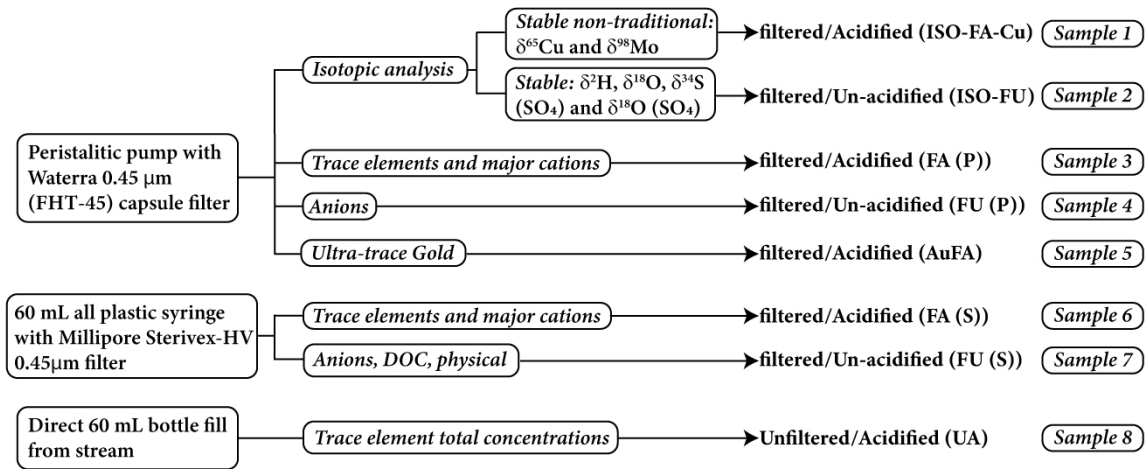 Stable non-traditional:
δ⁶⁵Cu and δ⁹⁸Mo
filtered/Acidified (ISO-FA-Cu)
Sample 1
Isotopic analysis
Stable: δ²H, δ¹⁸O, δ³⁴S
(SO₄) and δ¹⁸O (SO₄)
filtered/Un-acidified (ISO-FU)
Sample 2
Peristalitic pump with
Waterra 0.45 µm
(FHT-45) capsule filter
Trace elements and major cations
filtered/Acidified (FA (P))
Sample 3
Anions
filtered/Un-acidified (FU (P))
Sample 4
Ultra-trace Gold
filtered/Acidified (AuFA)
Sample 5
60 mL all plastic syringe
with Millipore Sterivex-HV
0.45µm filter
Trace elements and major cations
filtered/Acidified (FA (S))
Sample 6
Anions, DOC, physical
filtered/Un-acidified (FU (S))
Sample 7
Direct 60 mL bottle fill
from stream
Trace element total concentrations
Unfiltered/Acidified (UA)
Sample 8